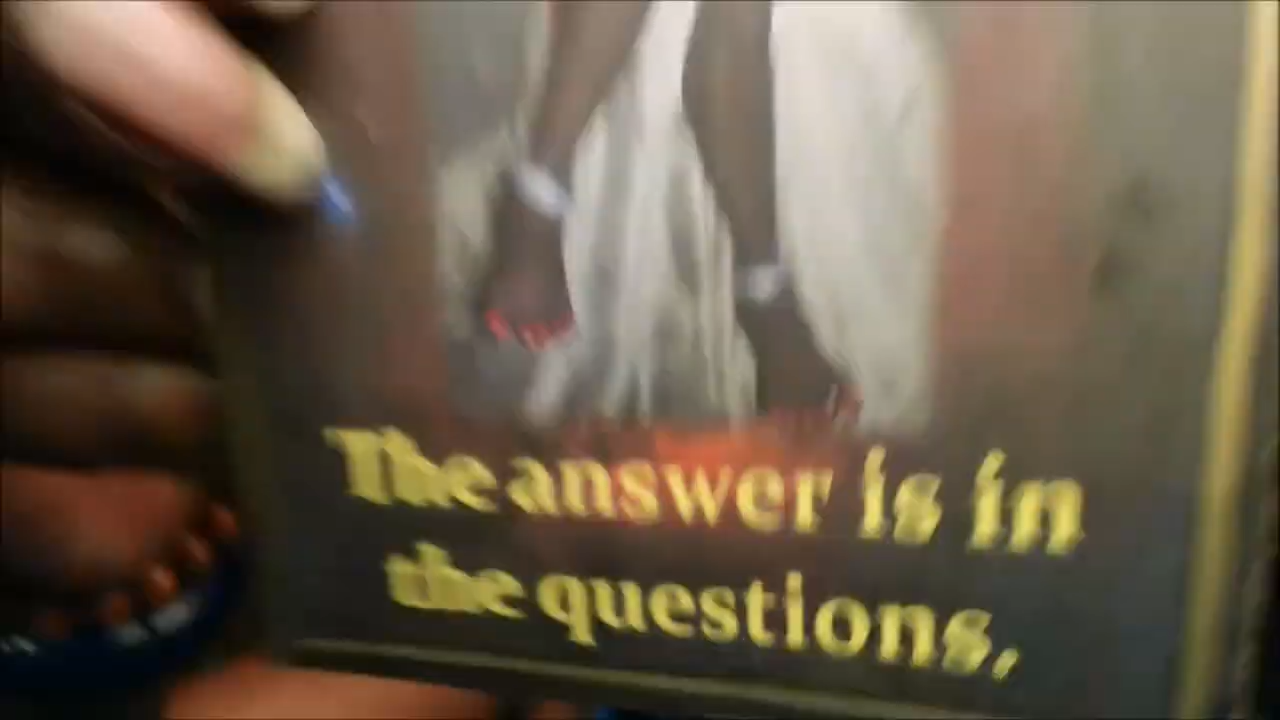 The answer is in
the questions,